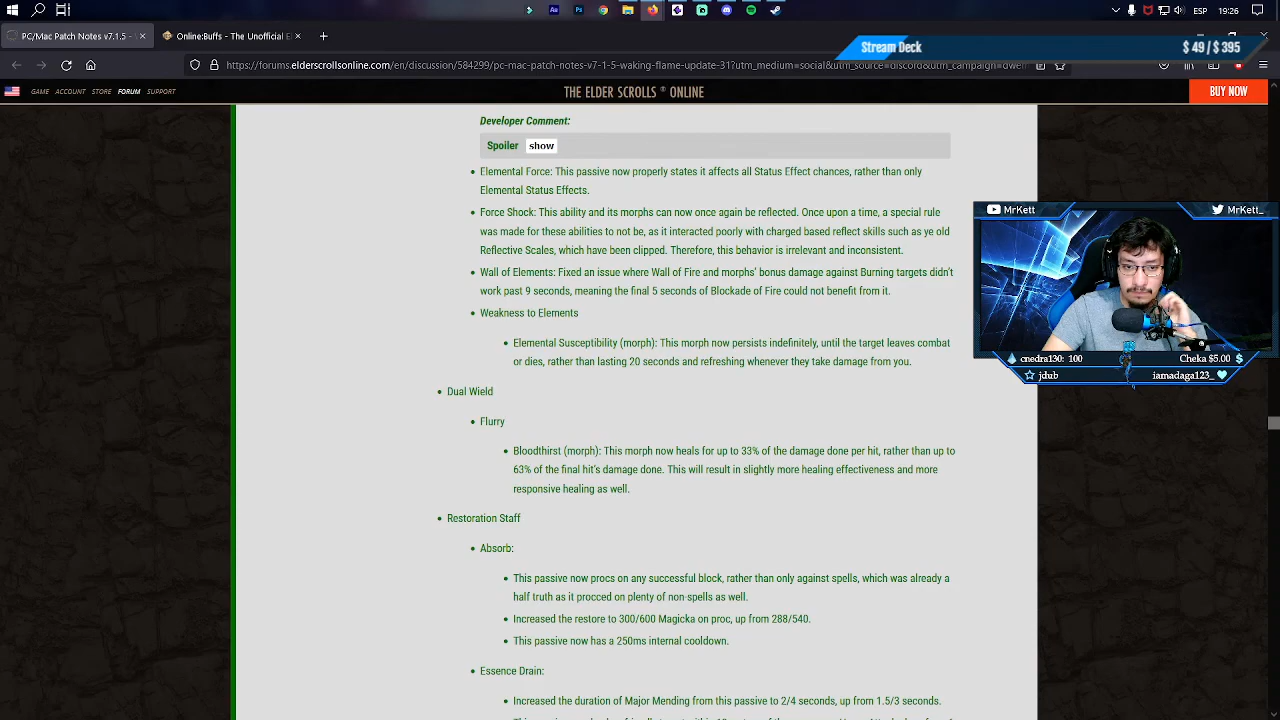 19:26
PC/Mac Patch Notes v7.1.5 -
Online:Buffs - The Unofficial El
Stream Deck
$ 49 / $ 395
https://forums.elderscrollsonline.com/en/discussion/584299/pc-mac-patch-notes-v7-1-5-waking-flame-update-31?utm_medium=social&utm_source=discord&utm_campaign=dwem
GAME ACCOUNT STORE FORUM SUPPORT
THE ELDER SCROLLS ® ONLINE
BUY NOW
Developer Comment:
Spoiler show
• Elemental Force: This passive now properly states it affects all Status Effect chances, rather than only
Elemental Status Effects.
• Force Shock: This ability and its morphs can now once again be reflected. Once upon a time, a special rule
was made for these abilities to not be, as it interacted poorly with charged based reflect skills such as ye old
Reflective Scales, which have been clipped. Therefore, this behavior is irrelevant and inconsistent.
• Wall of Elements: Fixed an issue where Wall of Fire and morphs' bonus damage against Burning targets didn't
work past 9 seconds, meaning the final 5 seconds of Blockade of Fire could not benefit from it.
• Weakness to Elements
• Elemental Susceptibility (morph): This morph now persists indefinitely, until the target leaves combat
or dies, rather than lasting 20 seconds and refreshing whenever they take damage from you.
• Dual Wield
• Flurry
• Bloodthirst (morph): This morph now heals for up to 33% of the damage done per hit, rather than up to
63% of the final hit's damage done. This will result in slightly more healing effectiveness and more
responsive healing as well.
• Restoration Staff
• Absorb:
• This passive now procs on any successful block, rather than only against spells, which was already a
half truth as it procced on plenty of non-spells as well.
• Increased the restore to 300/600 Magicka on proc, up from 288/540.
• This passive now has a 250ms internal cooldown.
• Essence Drain:
• Increased the duration of Major Mending from this passive to 2/4 seconds, up from 1.5/3 seconds.
MrKett
MrKett_
cnedra130: 100
Cheka $5.00
jdub
iamadaga123_